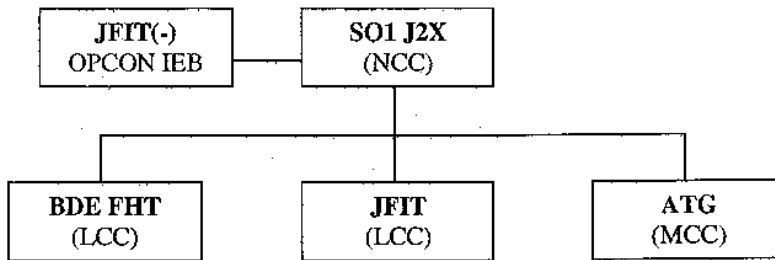 JFIT(-)
OPCON IEB
SO1 J2X
(NCC)
BDE FHT
(LCC)
JFIT
(LCC)
ATG
(MCC)